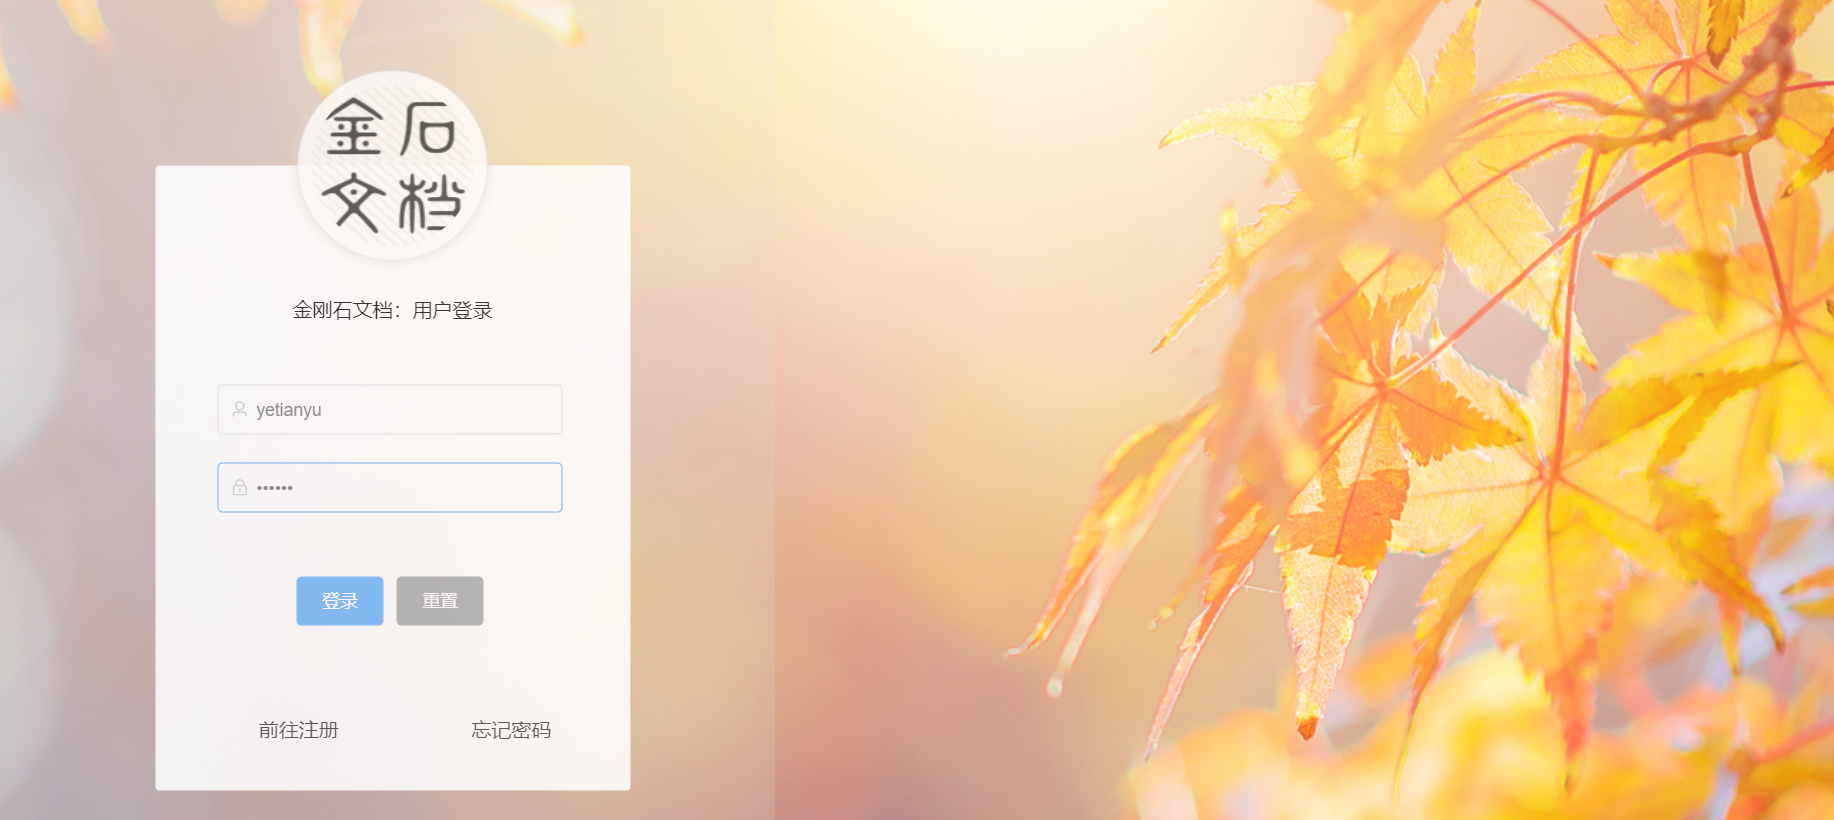 金石
文档
金刚石文档：用户登录
yetianyu
••••••
登录 重置
前往注册 忘记密码